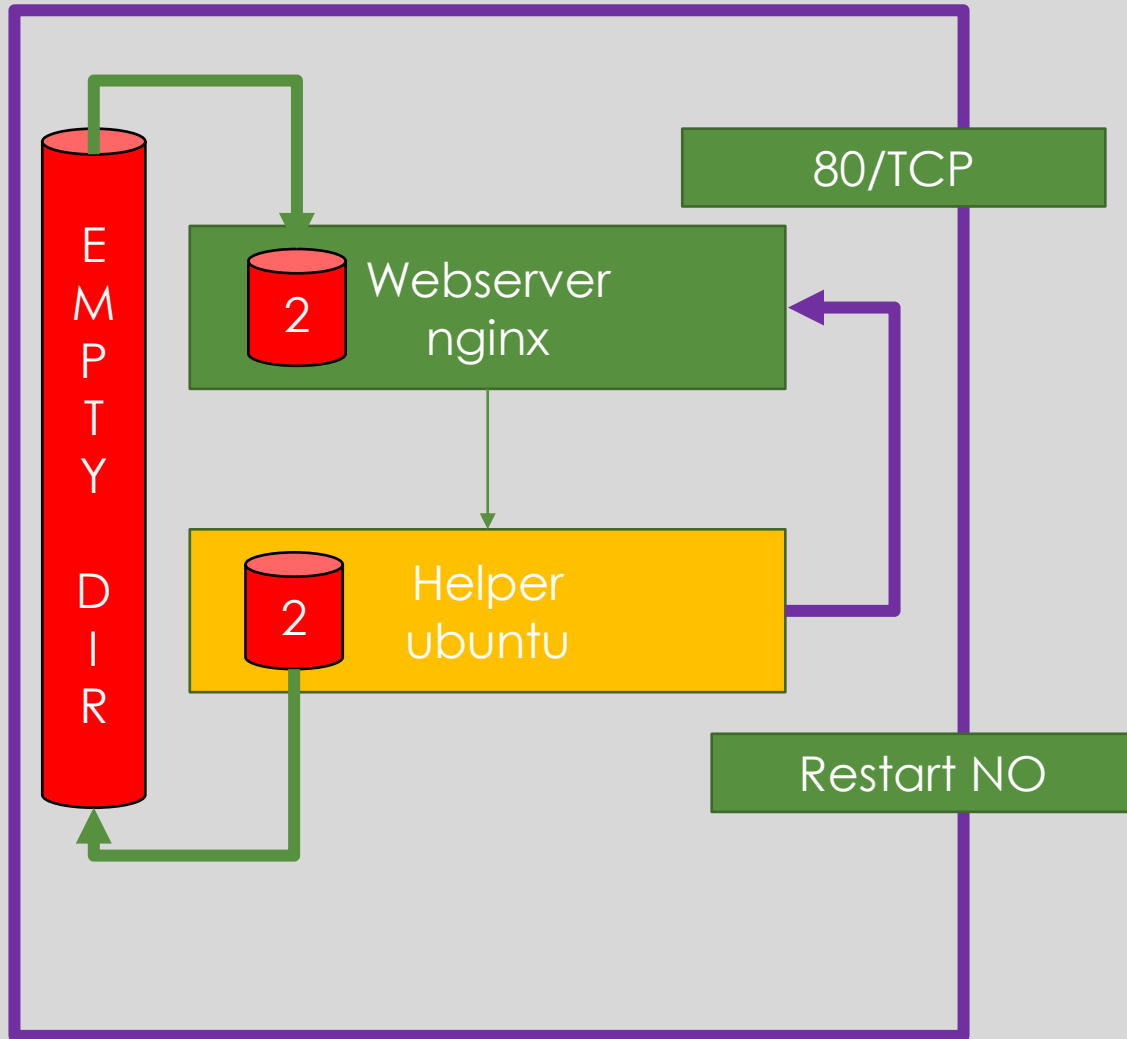 80/TCP
E
M
P
T
Y
D
I
R
2
Webserver
nginx
2
Helper
ubuntu
Restart NO